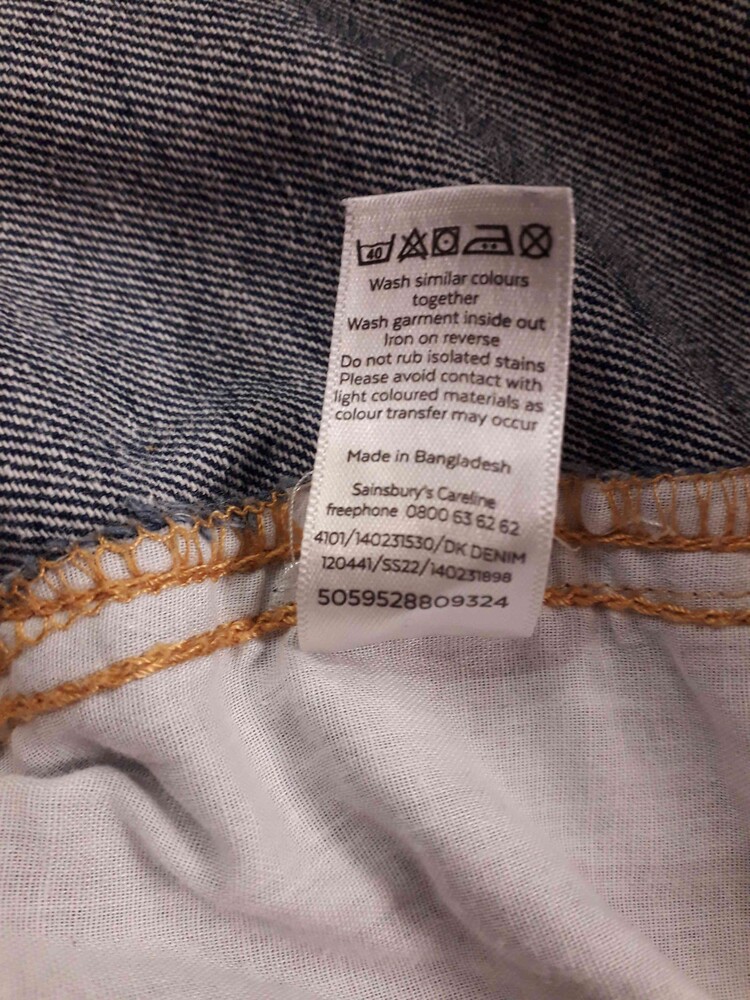 40
Wash similar colours
together
Wash garment inside out
Iron on reverse
Do not rub isolated stains
Please avoid contact with
light coloured materials as
colour transfer may occur
Made in Bangladesh
Sainsbury's Careline
freephone 0800 63 62 62
4101/140231530/DK DENIM
120441/SS22/140231898
5059528809324